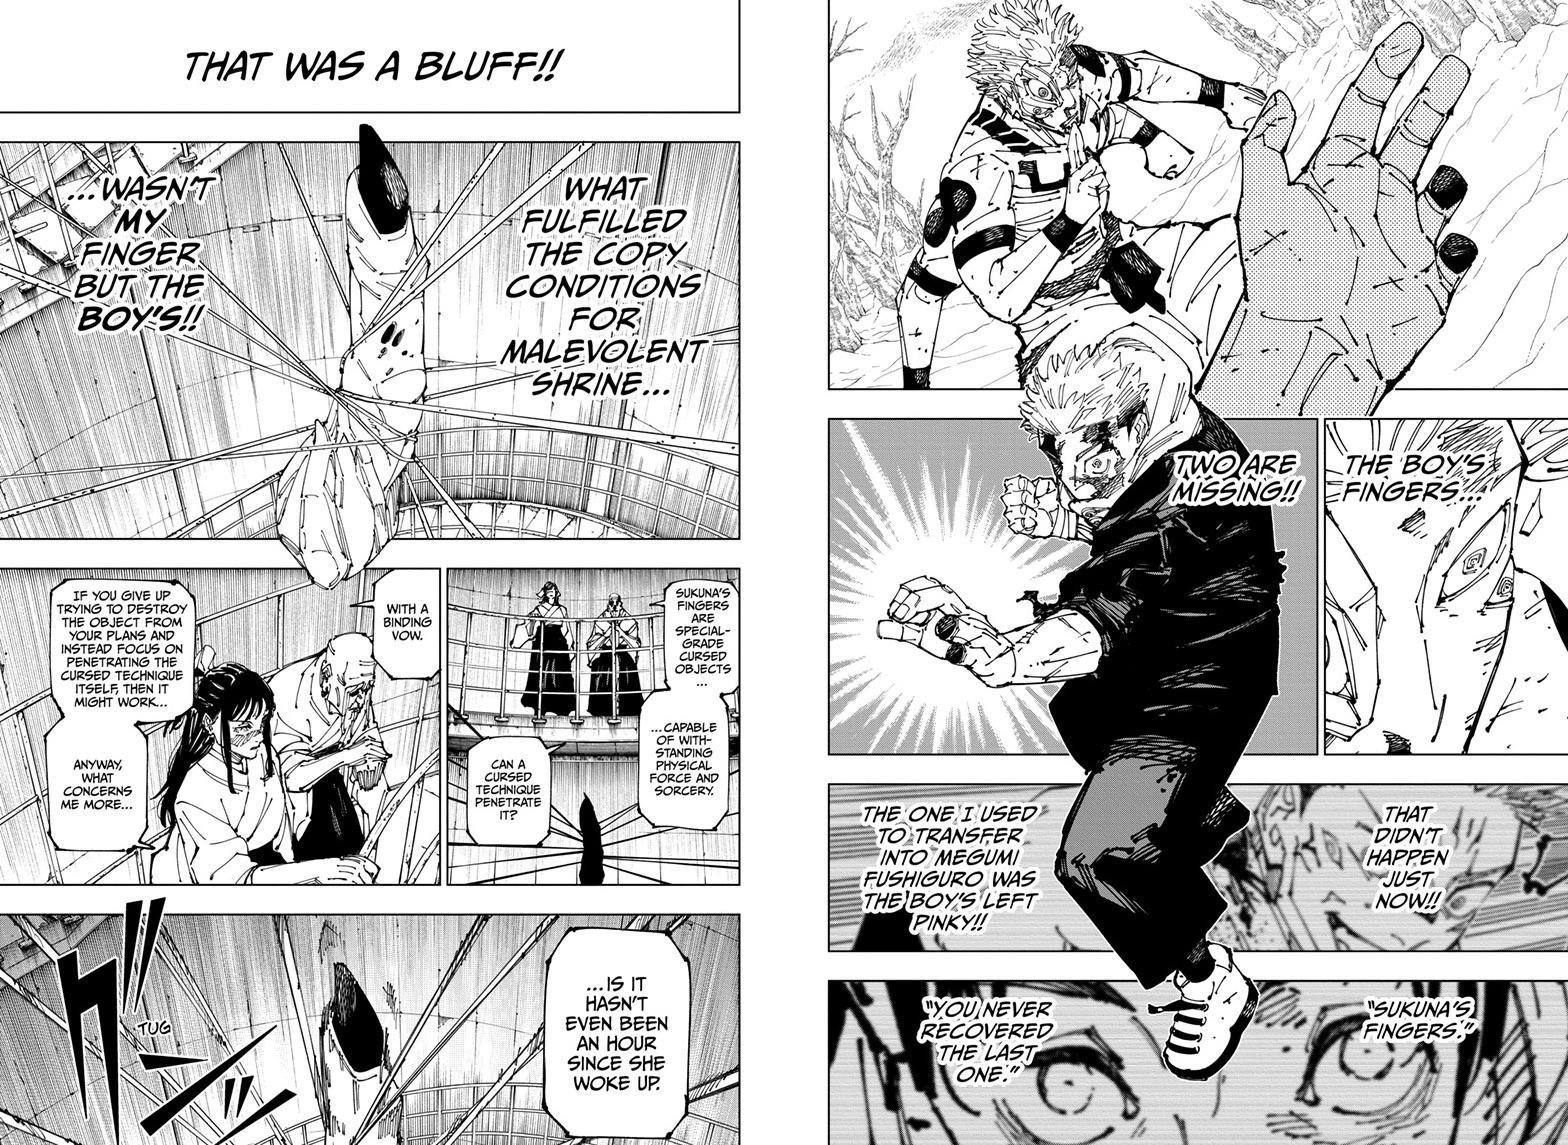 THE BOY'S
FINGERS...
TWO ARE
MISSING!!
THAT
DIDN'T
HAPPEN
JUST
NOW!!
THE ONE I USED
TO TRANSFER
INTO MEGUMI
FUSHIGURO WAS
THE BOY'S LEFT
PINKY!!
"SUKUNA'S
FINGERS."
"YOU NEVER
RECOVERED
THE LAST
ONE."
THAT WAS A BLUFF!!
WHAT
FULFILLED
THE COPY
CONDITIONS
FOR
MALEVOLENT
SHRINE...
...WASN'T
MY
FINGER
BUT THE
BOY'S!!
SUKUNA'S
FINGERS
ARE
SPECIAL-
GRADE
CURSED
OBJECTS
...
...CAPABLE
OF WITH-
STANDING
PHYSICAL
FORCE AND
SORCERY.
CAN A
CURSED
TECHNIQUE
PENETRATE
IT?
WITH A
BINDING
VOW.
IF YOU GIVE UP
TRYING TO DESTROY
THE OBJECT FROM
YOUR PLANS AND
INSTEAD FOCUS ON
PENETRATING THE
CURSED TECHNIQUE
ITSELF, THEN IT
MIGHT WORK...
ANYWAY,
WHAT
CONCERNS
ME MORE...
...IS IT
HASN'T
EVEN BEEN
AN HOUR
SINCE SHE
WOKE UP.
グン
TUG